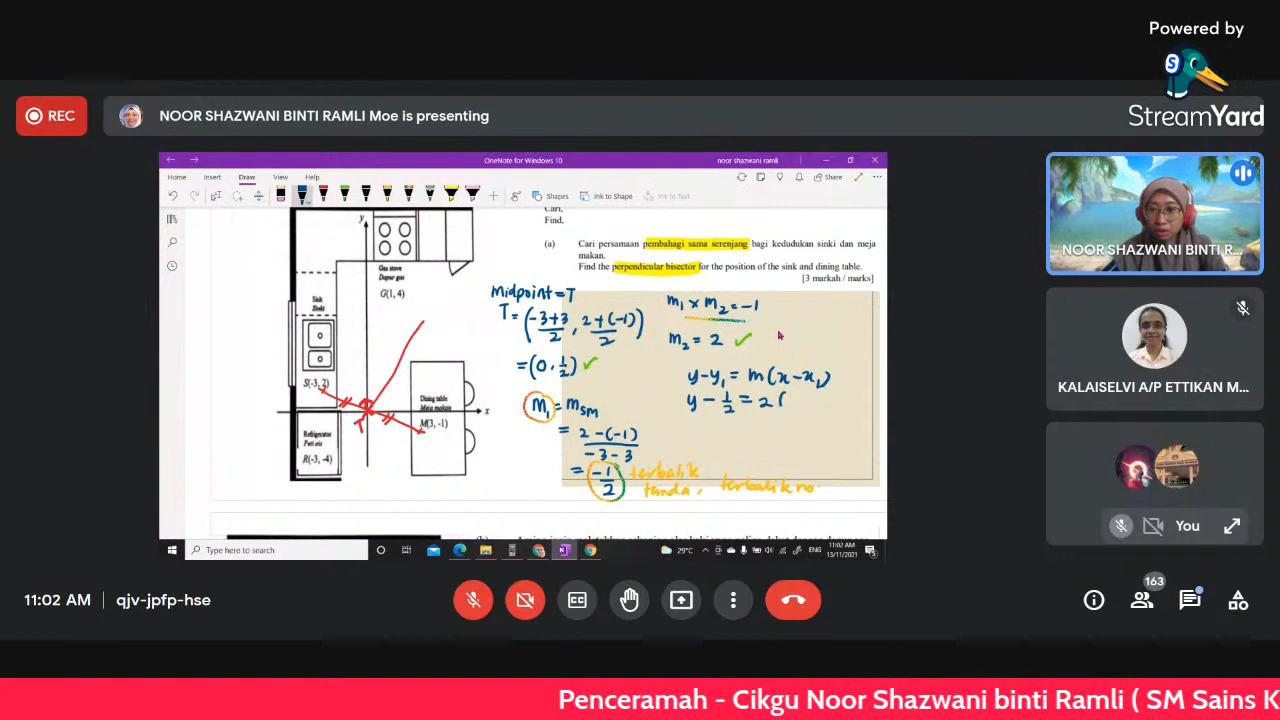 Powered by
S
StreamYard
REC
NOOR SHAZWANI BINTI RAMLI Moe is presenting
OneNote for Windows 10
noor shazwani ramli
Home Insert Draw View Help
Shapes
Ink to Shape
Ink to Text
Share
Cari,
Find,
(a) Cari persamaan pembahagi sama serenjang bagi kedudukan sinki dan meja
makan.
Find the perpendicular bisector for the position of the sink and dining table.
[3 markah / marks]
y
Gas stove
Dapur gas
G(1, 4)
Sink
Sinki
S(-3, 2)
x
Dining table
Meja makan
M(3, -1)
Refrigerator
Peti ais
R(-3, -4)
T
Midpoint = T
T = (-3+3/2, 2+(-1)/2)
= (0, 1/2) ✓
m₁ = mSM
= 2-(-1)/-3-3
= -1/2
terbalik
tanda, terbalik no.
m₁ × m₂ = -1
m₂ = 2 ✓
y-y₁ = m(x-x₁)
y - 1/2 = 2(
Type here to search
29°C
ENG
11:02 AM
13/11/2021
NOOR SHAZWANI BINTI R...
KALAISELVI A/P ETTIKAN M...
You
11:02 AM | qjv-jpfp-hse
163
Penceramah - Cikgu Noor Shazwani binti Ramli ( SM Sains K